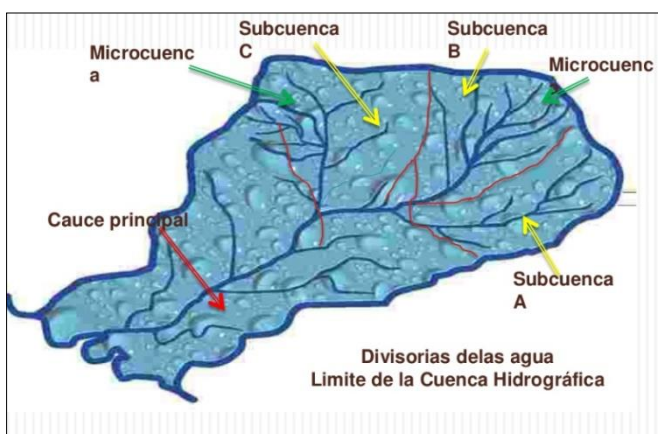 Subcuenca
C
Subcuenca
B
Microcuenc
a
Microcuenc
Cauce principal
Subcuenca
A
Divisorias delas agua
Limite de la Cuenca Hidrográfica